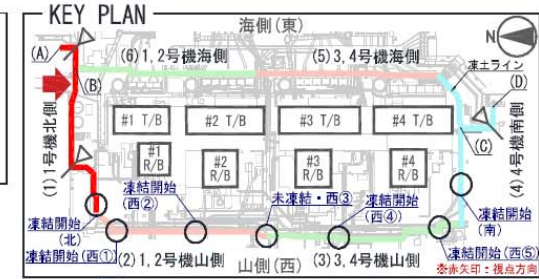 KEY PLAN
海側(東)
N
(A)
(6)1,2号機海側
(5)3,4号機海側
凍土ライン
(B)
(D)
(1)1号機北側
#1 T/B
#2 T/B
#3 T/B
#4 T/B
(4)4号機南側
#1
R/B
#2
R/B
#3
R/B
#4
R/B
(C)
凍結開始
(西②)
未凍結・西③
凍結開始
(西④)
凍結開始
(北)
凍結開始
(南)
凍結開始(西①)
(2)1,2号機山側
山側(西)
(3)3,4号機山側
凍結開始(西⑤)
※赤矢印：視点方向